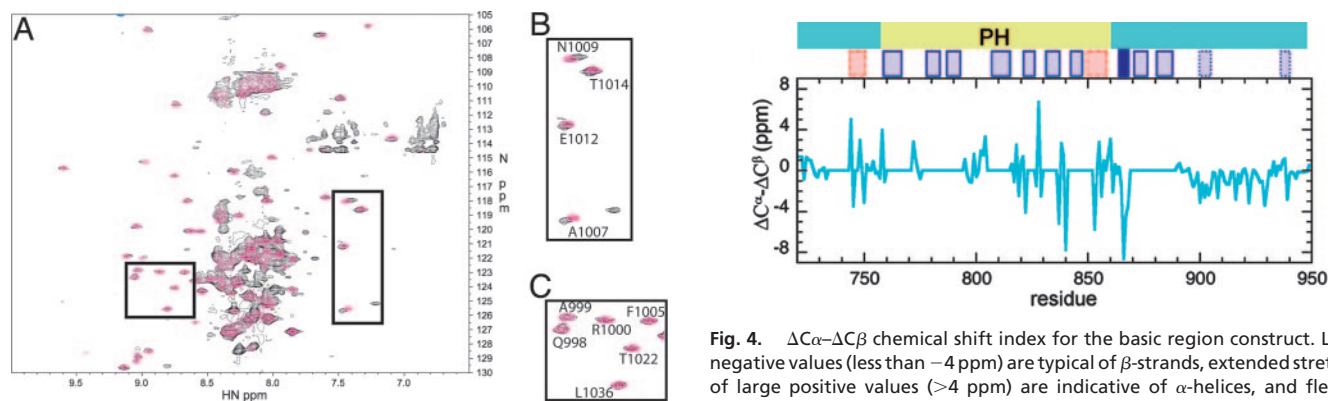 A
105
106
107
108
109
110
111
112
113
114
115
116
117
118
119
120
121
122
123
124
125
126
127
128
129
130
N
p
p
m
9.5
9.0
8.5
8.0
7.5
7.0
HN ppm
B
N1009
T1014
E1012
A1007
C
A999
F1005
R1000
Q998
T1022
L1036
PH
8
4
0
-4
-8
ΔCα-ΔCβ (ppm)
750
800
850
900
950
residue
Fig. 4. ΔCα–ΔCβ chemical shift index for the basic region construct. L
negative values (less than −4 ppm) are typical of β-strands, extended stret
of large positive values (>4 ppm) are indicative of α-helices, and fle